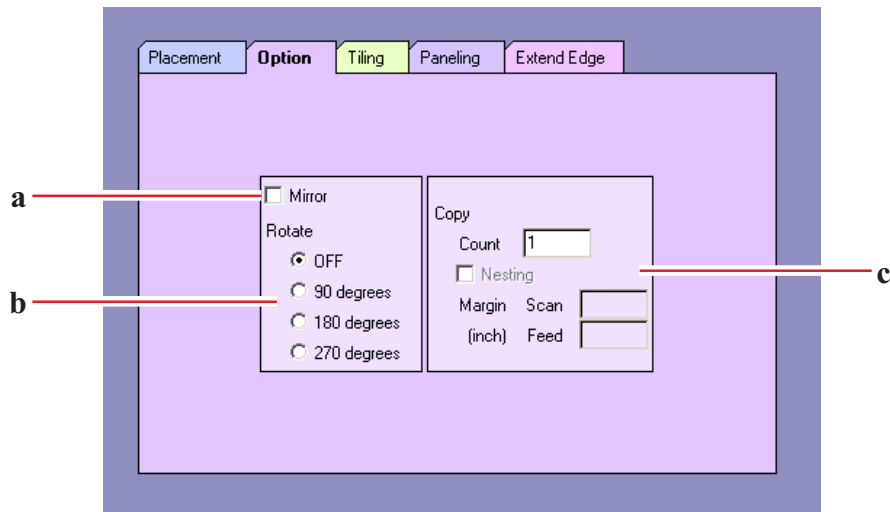 Placement Option Tiling Paneling Extend Edge
a
Mirror
Rotate
OFF
90 degrees
180 degrees
270 degrees
b
Copy
Count 1
Nesting
Margin Scan
(inch) Feed
c